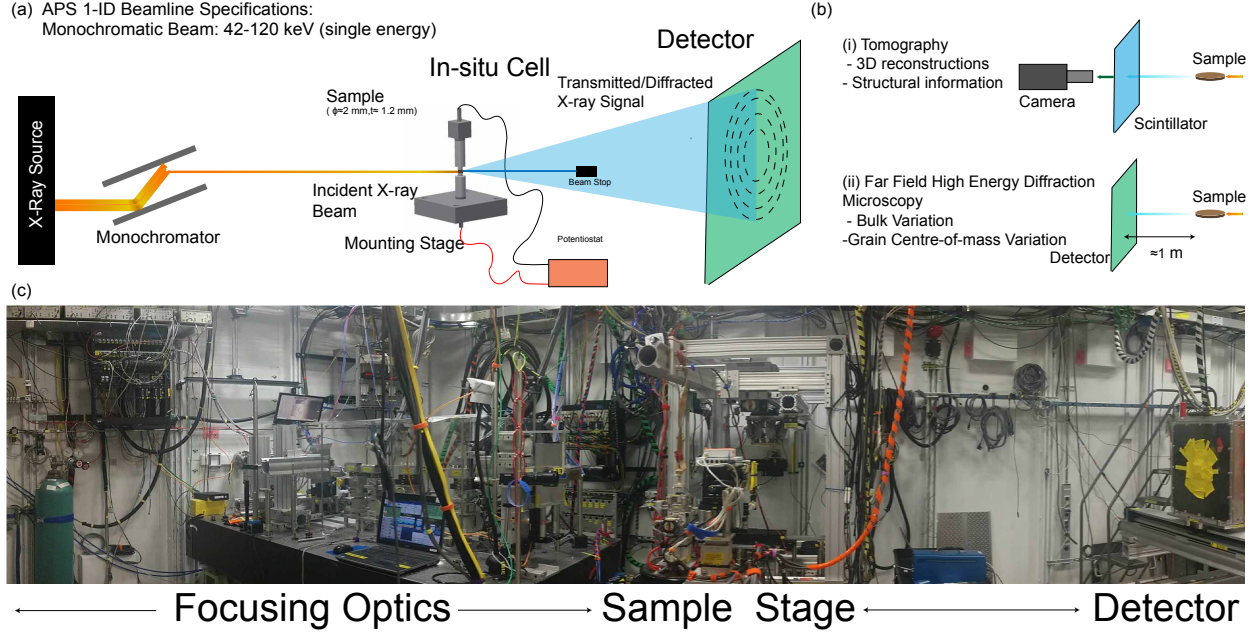 (a) APS 1-ID Beamline Specifications:
Monochromatic Beam: 42-120 keV (single energy)
X-Ray Source
Monochromator
Incident X-ray
Beam
In-situ Cell
Sample
( ϕ=2 mm,t= 1.2 mm)
Mounting Stage
Potentiostat
Transmitted/Diffracted
X-ray Signal
Beam Stop
Detector
(b)
(i) Tomography
- 3D reconstructions
- Structural information
Camera
Scintillator
Sample
(ii) Far Field High Energy Diffraction
Microscopy
- Bulk Variation
-Grain Centre-of-mass Variation
Detector
Sample
≈1 m
(c)
Focusing Optics
Sample Stage
Detector